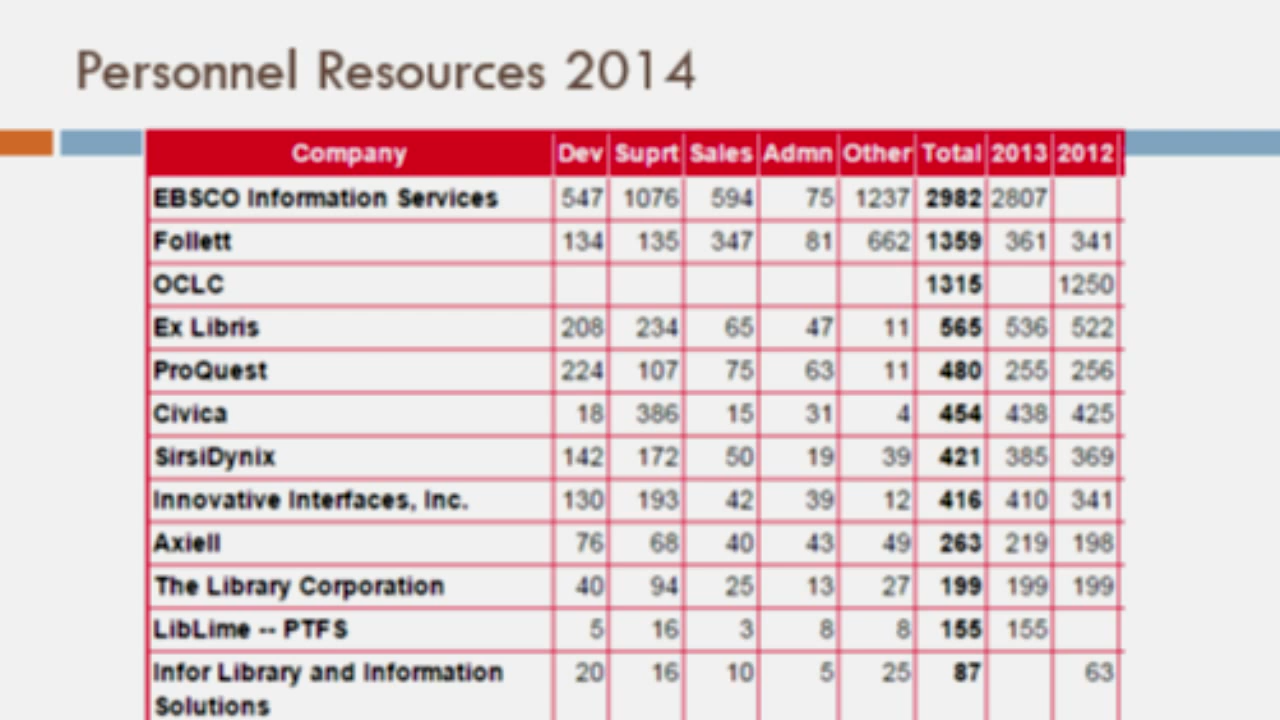 Personnel Resources 2014
Company Dev Suprt Sales Admn Other Total 2013 2012
EBSCO Information Services 547 1076 594 75 1237 2982 2807
Follett 134 135 347 81 662 1359 361 341
OCLC 1315 1250
Ex Libris 208 234 65 47 11 565 536 522
ProQuest 224 107 75 63 11 480 255 256
Civica 18 386 15 31 4 454 438 425
SirsiDynix 142 172 50 19 39 421 385 369
Innovative Interfaces, Inc. 130 193 42 39 12 416 410 341
Axiell 76 68 40 43 49 263 219 198
The Library Corporation 40 94 25 13 27 199 199 199
LibLime -- PTFS 5 16 3 8 8 155 155
Infor Library and Information 20 16 10 5 25 87 63
Solutions